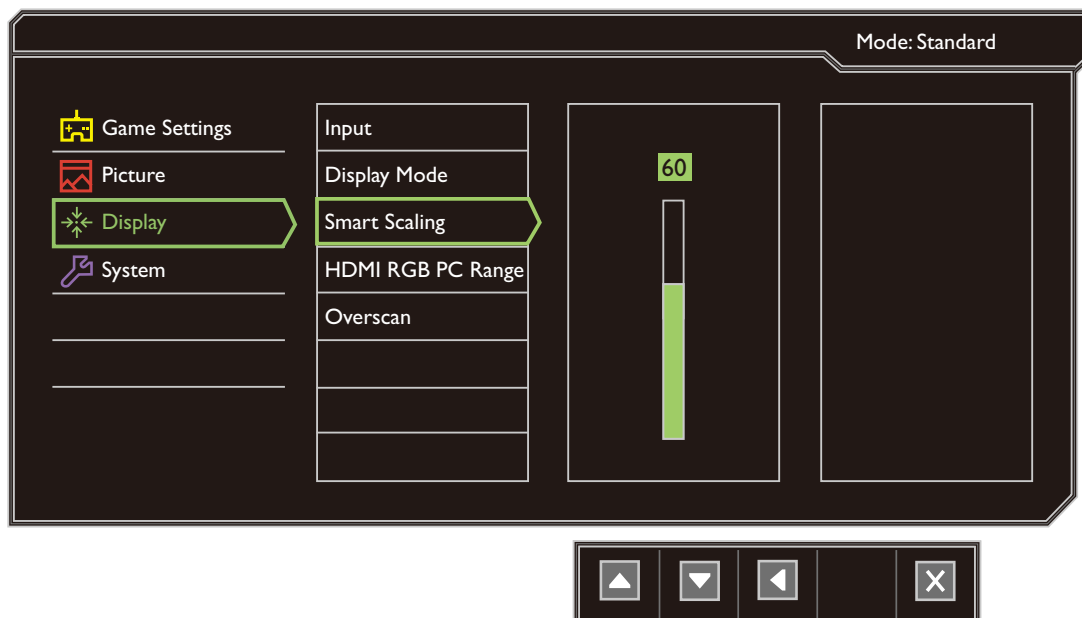 Mode: Standard
Game Settings
Picture
Display
System
Input
Display Mode
Smart Scaling
HDMI RGB PC Range
Overscan
60